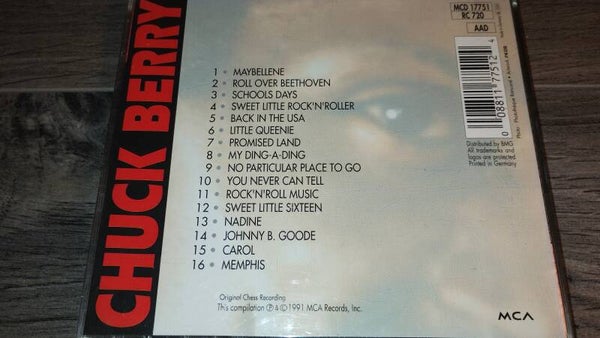 CHUCK BERRY
MCD 17751
RC 720
AAD
1 • MAYBELLENE
2 • ROLL OVER BEETHOVEN
3 • SCHOOLS DAYS
4 • SWEET LITTLE ROCK'N'ROLLER
5 • BACK IN THE USA
6 • LITTLE QUEENIE
7 • PROMISED LAND
8 • MY DING-A-DING
9 • NO PARTICULAR PLACE TO GO
10 • YOU NEVER CAN TELL
11 • ROCK'N'ROLL MUSIC
12 • SWEET LITTLE SIXTEEN
13 • NADINE
14 • JOHNNY B. GOODE
15 • CAROL
16 • MEMPHIS
0 08811 77512 4
Distributed by BMG
All trademarks and
logos are protected.
Printed in Germany
Original Chess Recording
This compilation ℗ & © 1991 MCA Records, Inc.
MCA